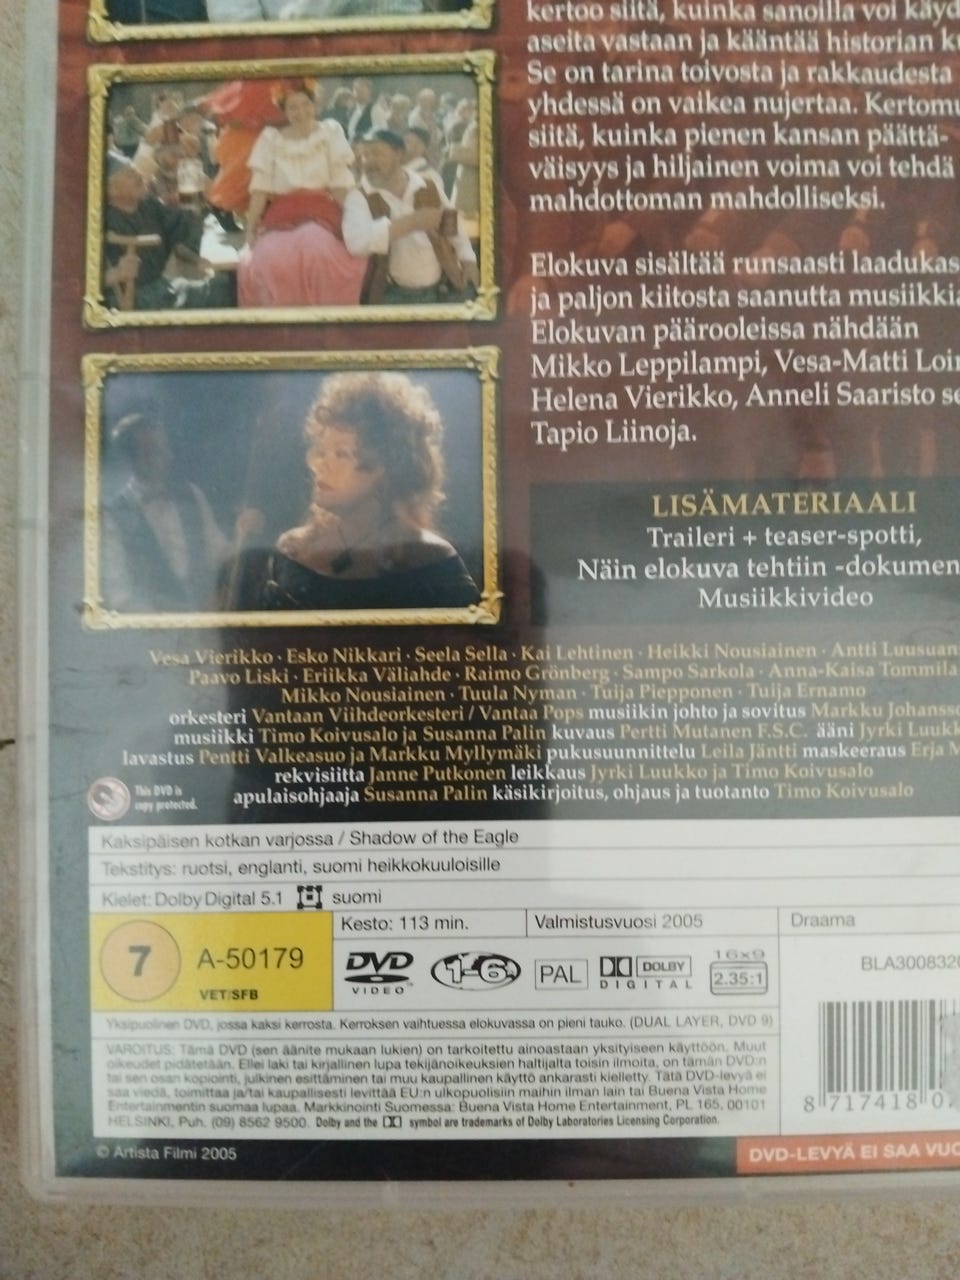 kertoo siitä, kuinka sanoilla voi käyd
aseita vastaan ja kääntää historian ku
Se on tarina toivosta ja rakkaudesta
yhdessä on vaikea nujertaa. Kertomu
siitä, kuinka pienen kansan päättä-
väisyys ja hiljainen voima voi tehdä
mahdottoman mahdolliseksi.
Elokuva sisältää runsaasti laadukas
ja paljon kiitosta saanutta musiikkia
Elokuvan päärooleissa nähdään
Mikko Leppilampi, Vesa-Matti Loir
Helena Vierikko, Anneli Saaristo se
Tapio Liinoja.
LISÄMATERIAALI
Traileri + teaser-spotti,
Näin elokuva tehtiin -dokumen
Musiikkivideo
Vesa Vierikko · Esko Nikkari · Seela Sella · Kai Lehtinen · Heikki Nousiainen · Antti Luusuan
Paavo Liski · Eriikka Väliahde · Raimo Grönberg · Sampo Sarkola · Anna-Kaisa Tommila
Mikko Nousiainen · Tuula Nyman · Tuija Piepponen · Tuija Ernamo
orkesteri Vantaan Viihdeorkesteri / Vantaa Pops musiikin johto ja sovitus Markku Johansso
musiikki Timo Koivusalo ja Susanna Palin kuvaus Pertti Mutanen F.S.C. ääni Jyrki Luukk
lavastus Pentti Valkeasuo ja Markku Myllymäki pukusuunnittelu Leila Jäntti maskeeraus Erja M
rekvisiitta Janne Putkonen leikkaus Jyrki Luukko ja Timo Koivusalo
apulaisohjaaja Susanna Palin käsikirjoitus, ohjaus ja tuotanto Timo Koivusalo
This DVD is
copy protected.
Kaksipäisen kotkan varjossa / Shadow of the Eagle
Tekstitys: ruotsi, englanti, suomi heikkokuuloisille
Kielet: Dolby Digital 5.1 suomi
7 A-50179
VET/SFB
Kesto: 113 min.
Valmistusvuosi 2005
Draama
DVD VIDEO™
1-6
PAL
DOLBY DIGITAL
16x9
2.35:1
BLA3008320
Yksipuolinen DVD, jossa kaksi kerrosta. Kerroksen vaihtuessa elokuvassa on pieni tauko. (DUAL LAYER, DVD 9)
VAROITUS: Tämä DVD (sen äänite mukaan lukien) on tarkoitettu ainoastaan yksityiseen käyttöön. Muut
oikeudet pidätetään. Ellei laki tai kirjallinen lupa tekijänoikeuksien haltijalta toisin ilmoita, on tämän DVD:n
tai sen osan kopiointi, julkinen esittäminen tai muu kaupallinen käyttö ankarasti kielletty. Tätä DVD-levyä ei
saa viedä, toimittaa ja/tai kaupallisesti levittää EU:n ulkopuolisiin maihin ilman lain tai Buena Vista Home
Entertainmentin suomaa lupaa. Markkinointi Suomessa: Buena Vista Home Entertainment, PL 165, 00101
HELSINKI, Puh. (09) 8562 9500. Dolby and the symbol are trademarks of Dolby Laboratories Licensing Corporation.
8 717418 07
© Artista Filmi 2005
DVD-LEVYÄ EI SAA VUO